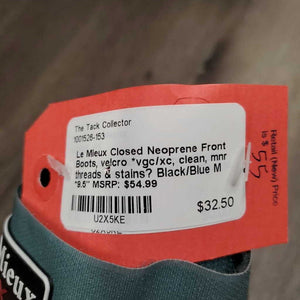 The Tack Collector
1001526-153
Le Mieux Closed Neoprene Front
Boots, velcro *vgc/xc, clean, mnr
threads & stains? Black/Blue M
*9.5" MSRP: $54.99
$32.50
U2X5KE
Retail (New) Price
is $ 55
ieux